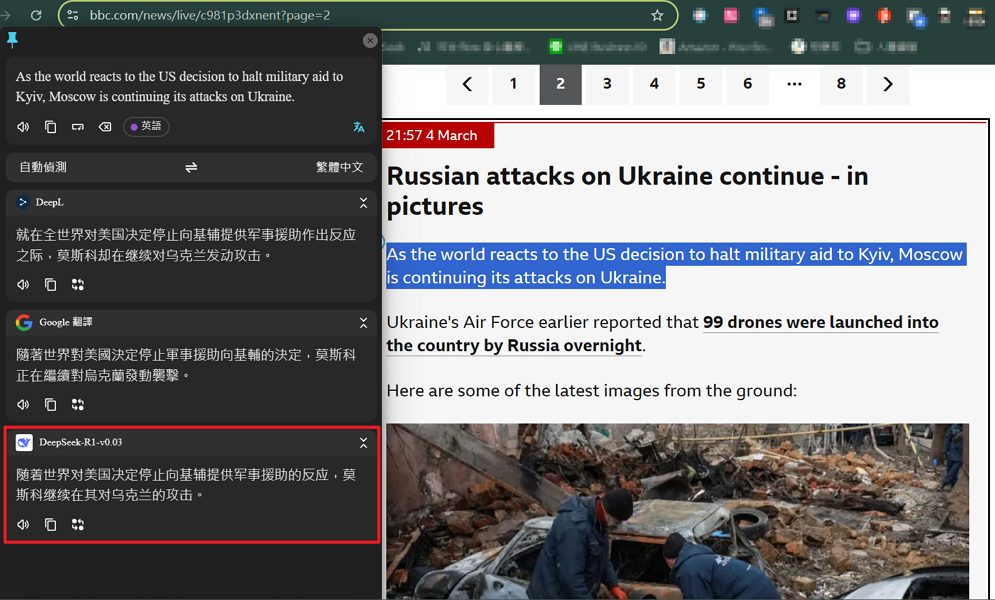 bbc.com/news/live/c981p3dxnent?page=2
As the world reacts to the US decision to halt military aid to
Kyiv, Moscow is continuing its attacks on Ukraine.
英語
自動偵測
繁體中文
DeepL
就在全世界对美国决定停止向基辅提供军事援助作出反应
之际，莫斯科却在继续对乌克兰发动攻击。
Google 翻譯
隨著世界對美國決定停止軍事援助向基輔的決定，莫斯科
正在繼續對烏克蘭發動襲擊。
DeepSeek-R1-v0.03
随着世界对美国决定停止向基辅提供军事援助的反应，莫
斯科继续在其对乌克兰的攻击。
1 2 3 4 5 6 ... 8
21:57 4 March
Russian attacks on Ukraine continue - in
pictures
As the world reacts to the US decision to halt military aid to Kyiv, Moscow
is continuing its attacks on Ukraine.
Ukraine's Air Force earlier reported that 99 drones were launched into
the country by Russia overnight.
Here are some of the latest images from the ground: